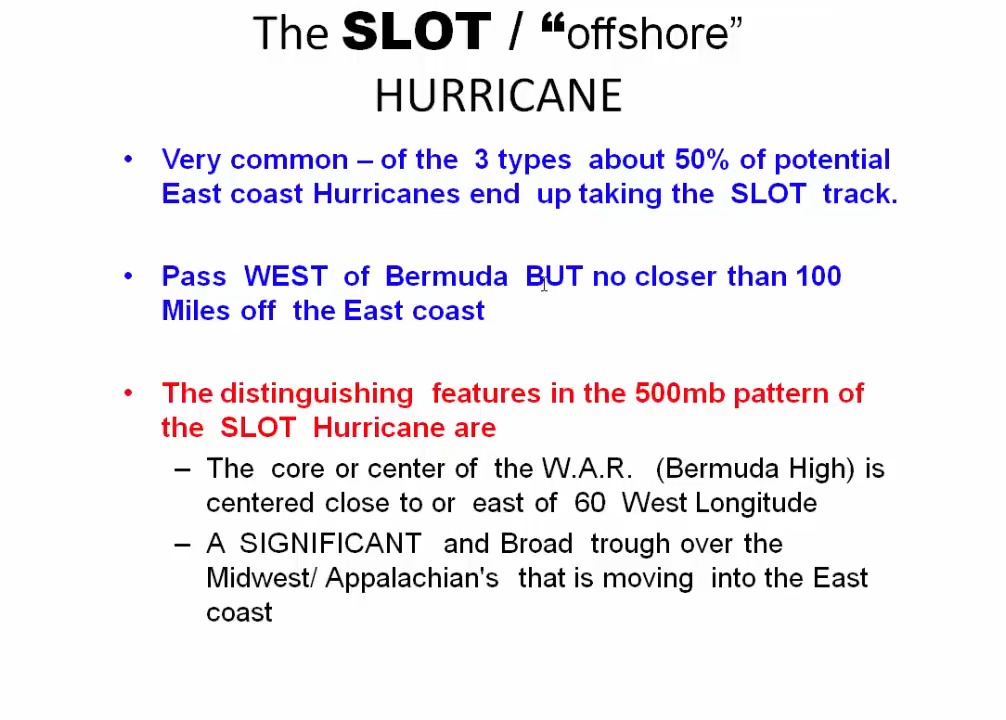 The SLOT / “offshore”
HURRICANE
• Very common – of the 3 types about 50% of potential
East coast Hurricanes end up taking the SLOT track.
• Pass WEST of Bermuda BUT no closer than 100
Miles off the East coast
• The distinguishing features in the 500mb pattern of
the SLOT Hurricane are
– The core or center of the W.A.R. (Bermuda High) is
centered close to or east of 60 West Longitude
– A SIGNIFICANT and Broad trough over the
Midwest/ Appalachian's that is moving into the East
coast